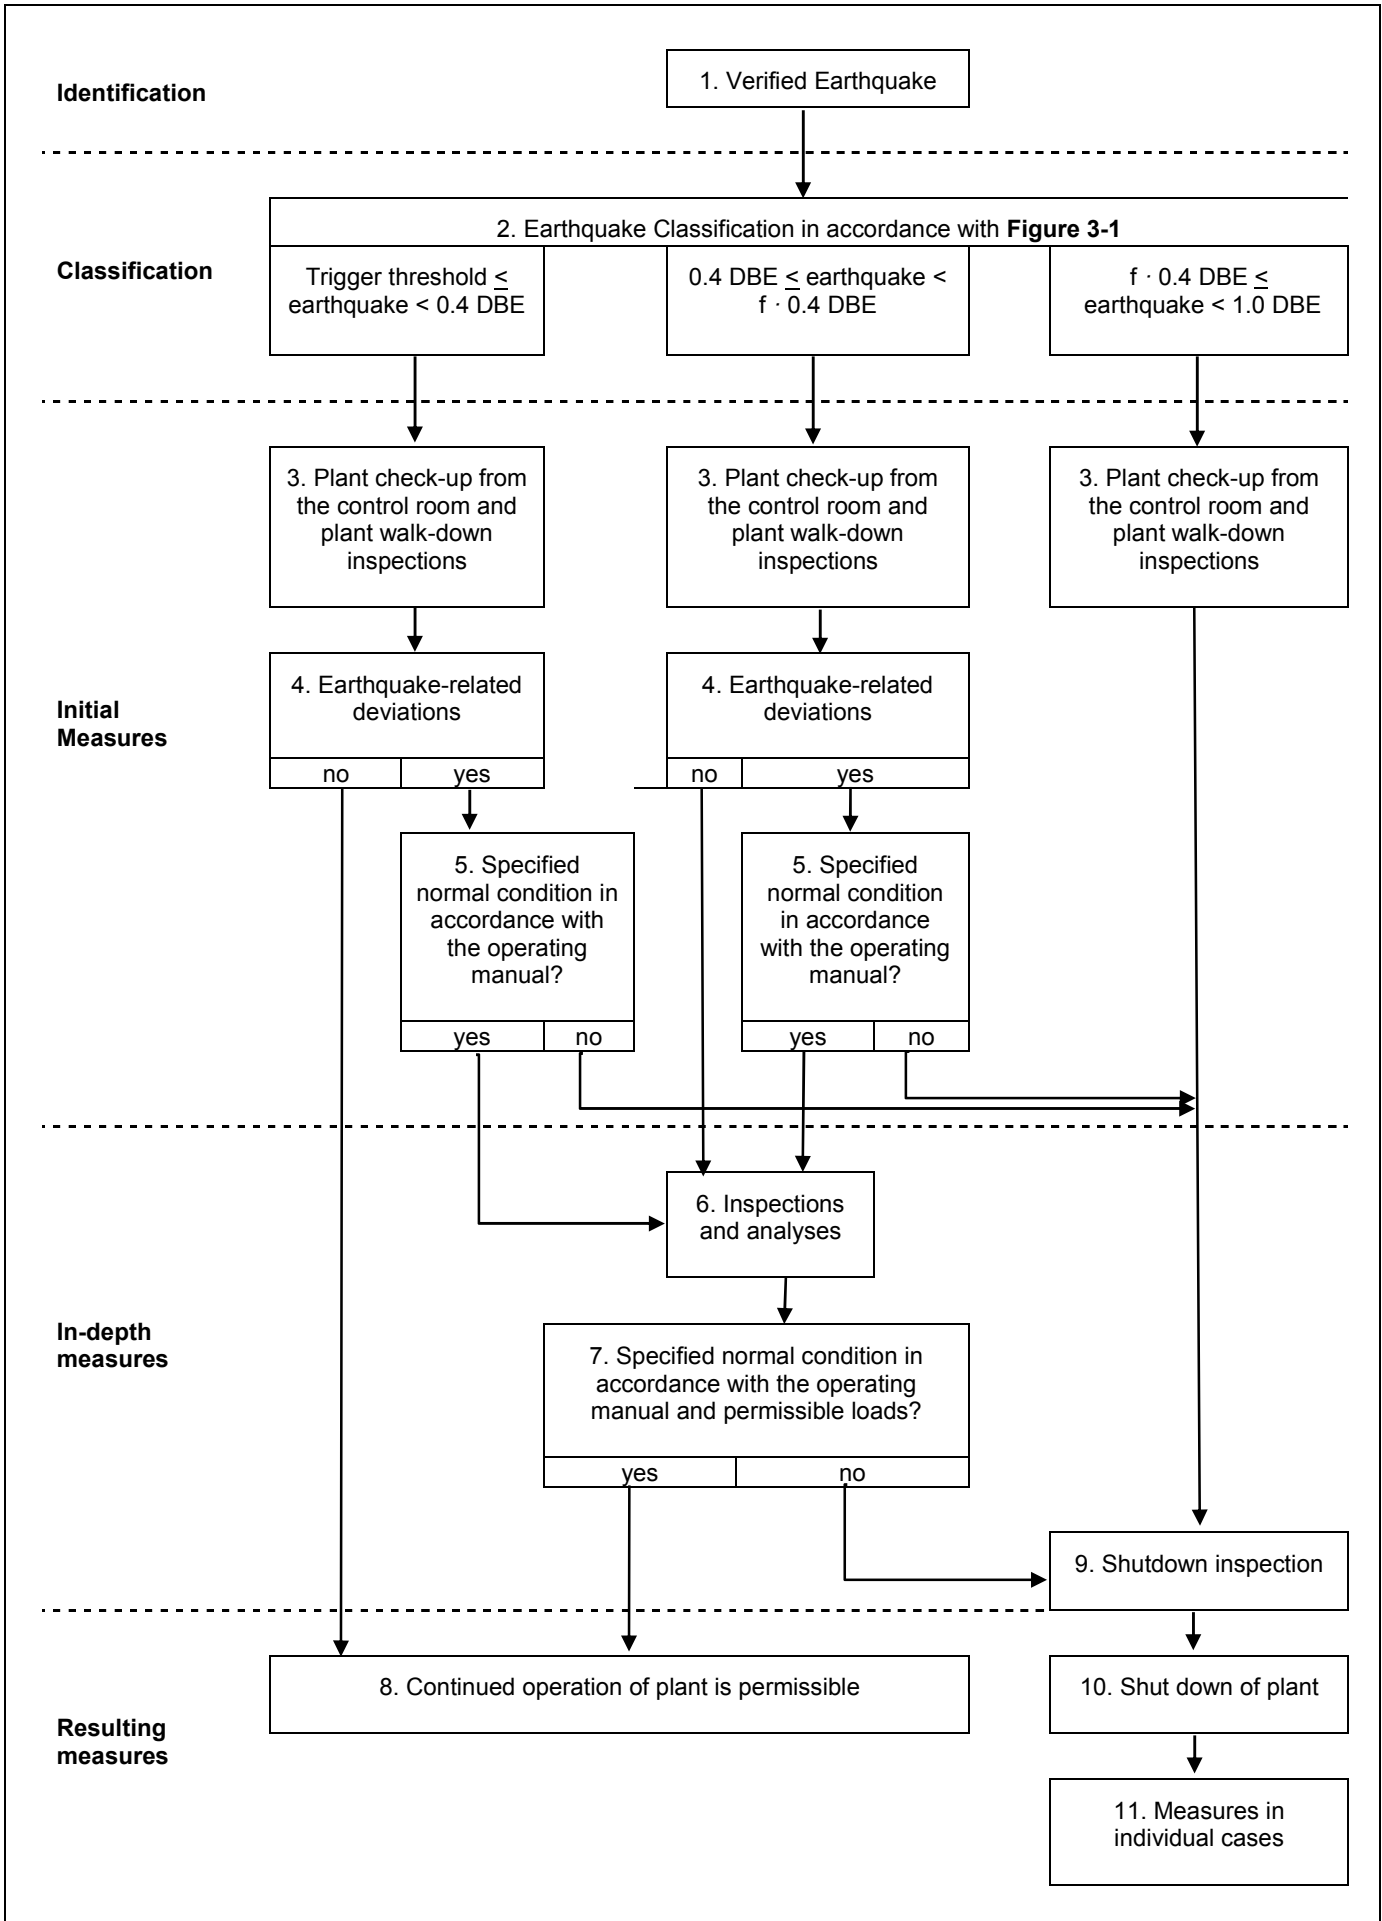 Identification
1. Verified Earthquake
Classification
2. Earthquake Classification in accordance with Figure 3-1
Trigger threshold ≤
earthquake < 0.4 DBE
0.4 DBE ≤ earthquake <
f · 0.4 DBE
f · 0.4 DBE ≤
earthquake < 1.0 DBE
Initial
Measures
3. Plant check-up from
the control room and
plant walk-down
inspections
3. Plant check-up from
the control room and
plant walk-down
inspections
3. Plant check-up from
the control room and
plant walk-down
inspections
4. Earthquake-related
deviations
no yes
4. Earthquake-related
deviations
no yes
5. Specified
normal condition in
accordance with
the operating
manual?
yes no
5. Specified
normal condition
in accordance
with the operating
manual?
yes no
In-depth
measures
6. Inspections
and analyses
7. Specified normal condition in
accordance with the operating
manual and permissible loads?
yes no
9. Shutdown inspection
Resulting
measures
8. Continued operation of plant is permissible
10. Shut down of plant
11. Measures in
individual cases